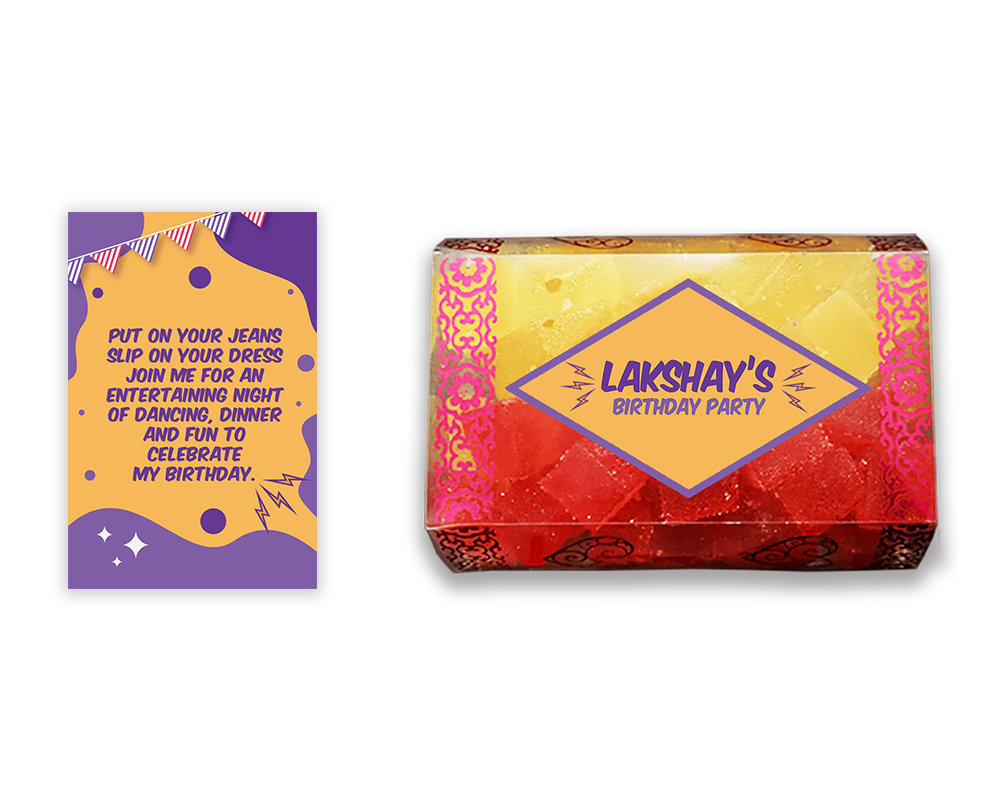 PUT ON YOUR JEANS
SLIP ON YOUR DRESS
JOIN ME FOR AN
ENTERTAINING NIGHT
OF DANCING, DINNER
AND FUN TO
CELEBRATE
MY BIRTHDAY.
LAKSHAY'S
BIRTHDAY PARTY